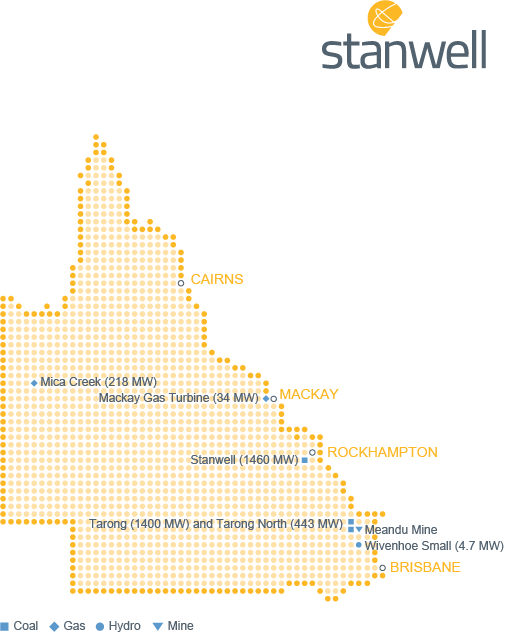 stanwell
CAIRNS
Mica Creek (218 MW)
Mackay Gas Turbine (34 MW)
MACKAY
ROCKHAMPTON
Stanwell (1460 MW)
Tarong (1400 MW) and Tarong North (443 MW)
Meandu Mine
Wivenhoe Small (4.7 MW)
BRISBANE
Coal Gas Hydro Mine